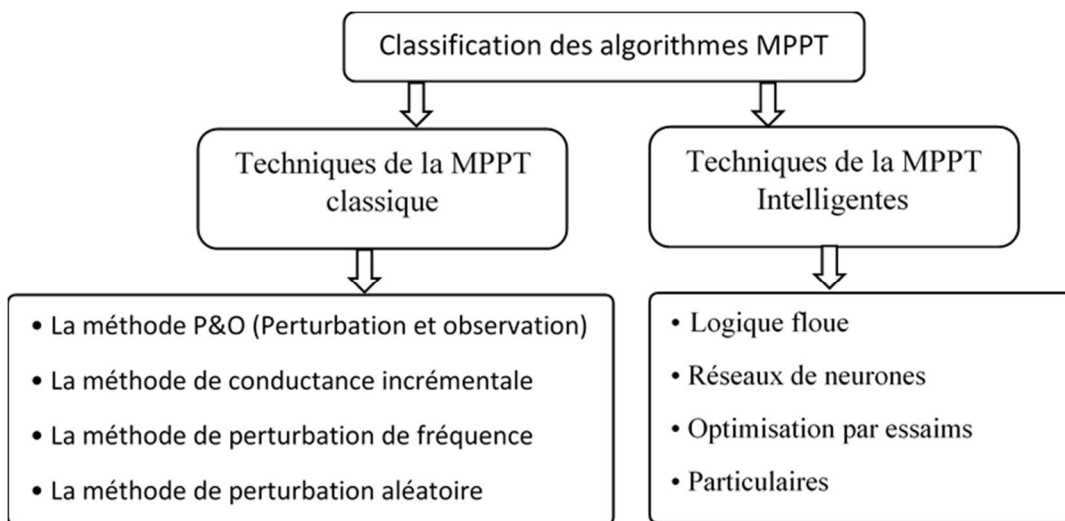 Classification des algorithmes MPPT
Techniques de la MPPT
classique
Techniques de la MPPT
Intelligentes
• La méthode P&O (Perturbation et observation)
• La méthode de conductance incrémentale
• La méthode de perturbation de fréquence
• La méthode de perturbation aléatoire
• Logique floue
• Réseaux de neurones
• Optimisation par essaims
• Particulaires